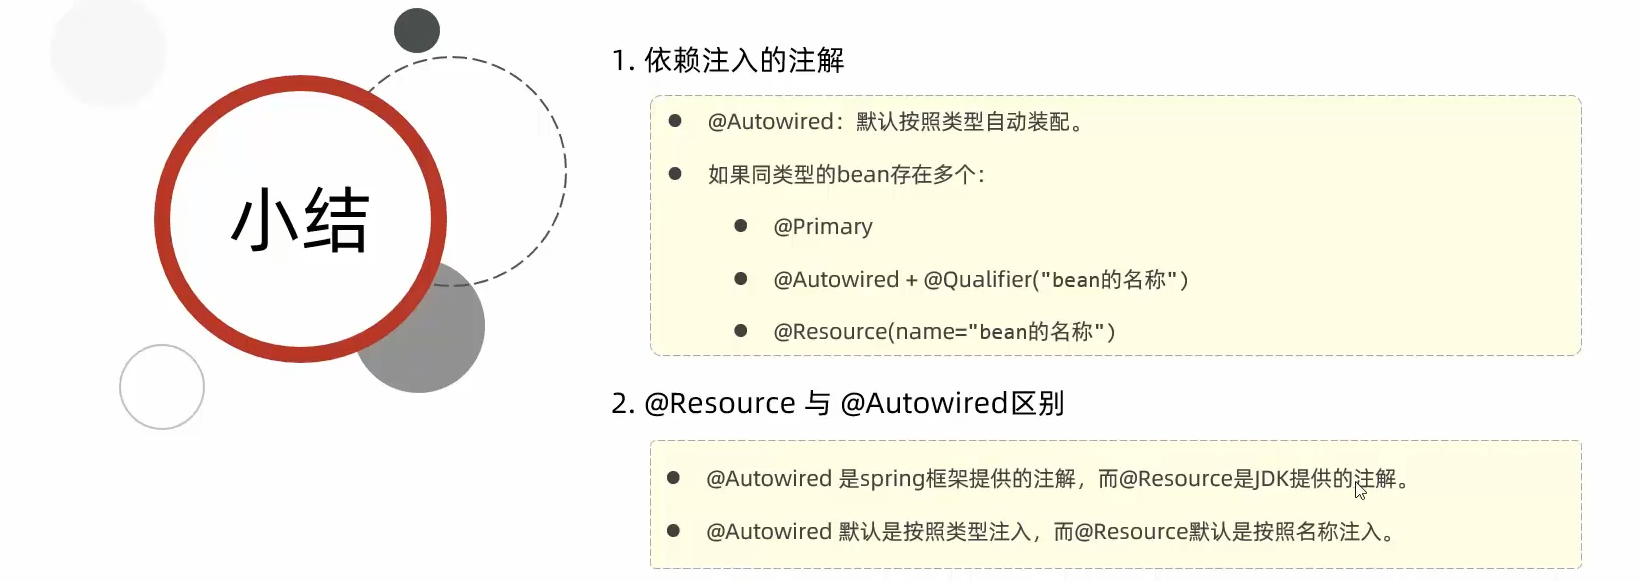 小结
1. 依赖注入的注解
@Autowired：默认按照类型自动装配。
如果同类型的bean存在多个：
@Primary
@Autowired + @Qualifier("bean的名称")
@Resource(name="bean的名称")
2. @Resource 与 @Autowired区别
@Autowired 是spring框架提供的注解，而@Resource是JDK提供的注解。
@Autowired 默认是按照类型注入，而@Resource默认是按照名称注入。